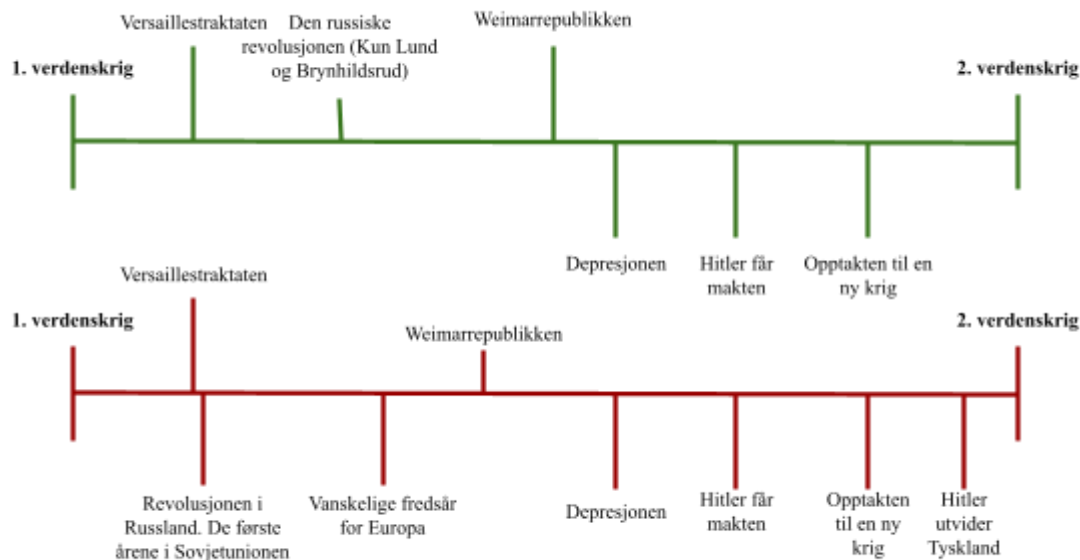 Versaillestraktaten
Den russiske
revolusjonen (Kun Lund
og Brynhildsrud)
Weimarrepublikken
1. verdenskrig
2. verdenskrig
Depresjonen
Hitler får
makten
Opptakten til en
ny krig
Versaillestraktaten
1. verdenskrig
Weimarrepublikken
2. verdenskrig
Revolusjonen i
Russland. De første
årene i Sovjetunionen
Vanskelige fredsår
for Europa
Depresjonen
Hitler får
makten
Opptakten
til en ny
krig
Hitler
utvider
Tyskland